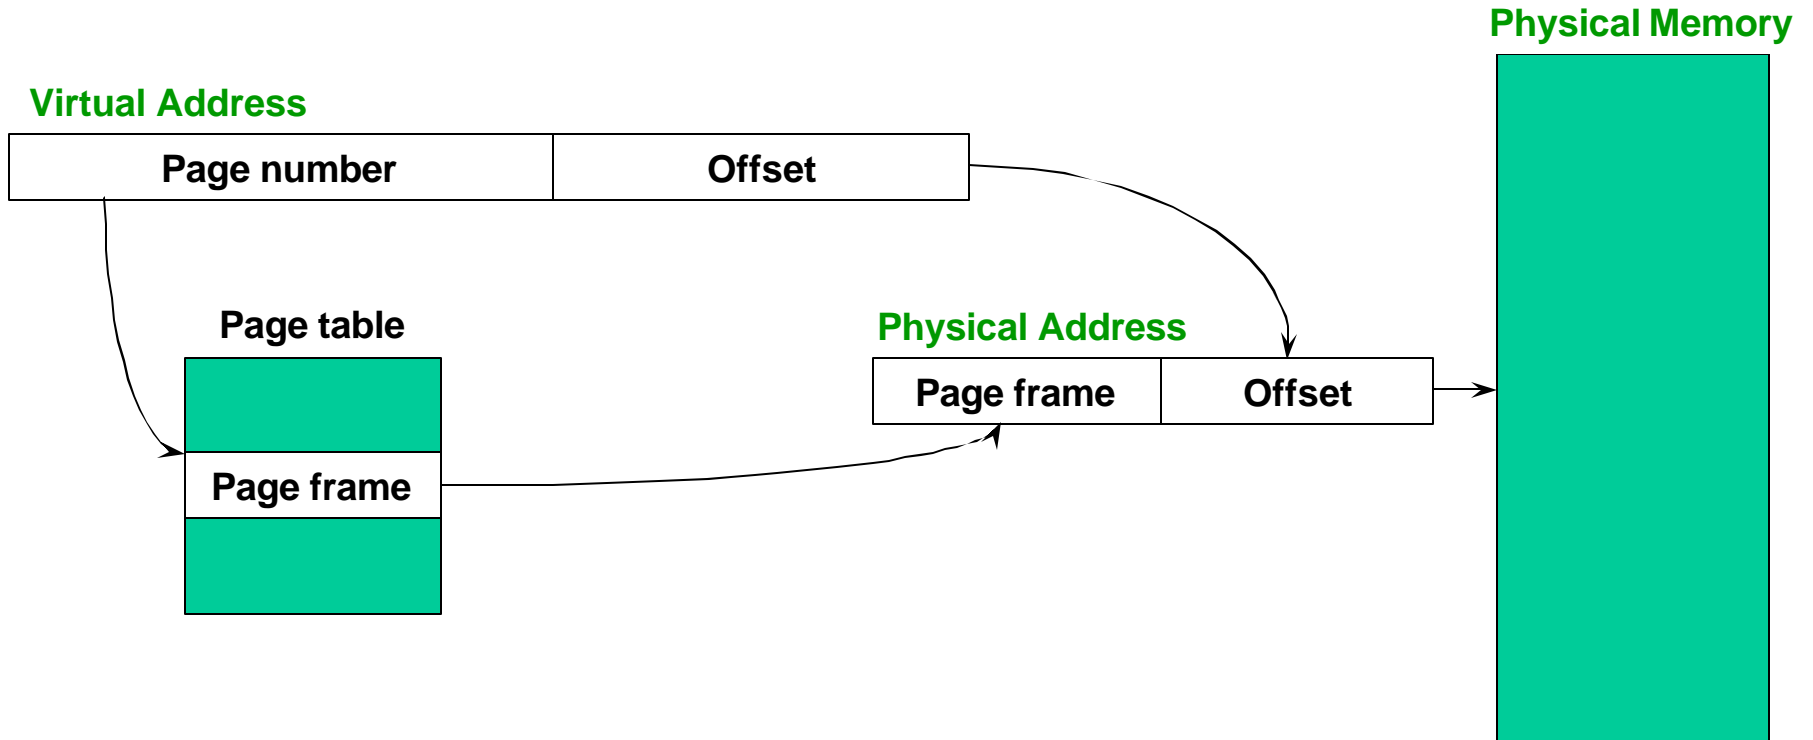 Physical Memory
Virtual Address
Page number Offset
Page table
Physical Address
Page frame Offset
Page frame